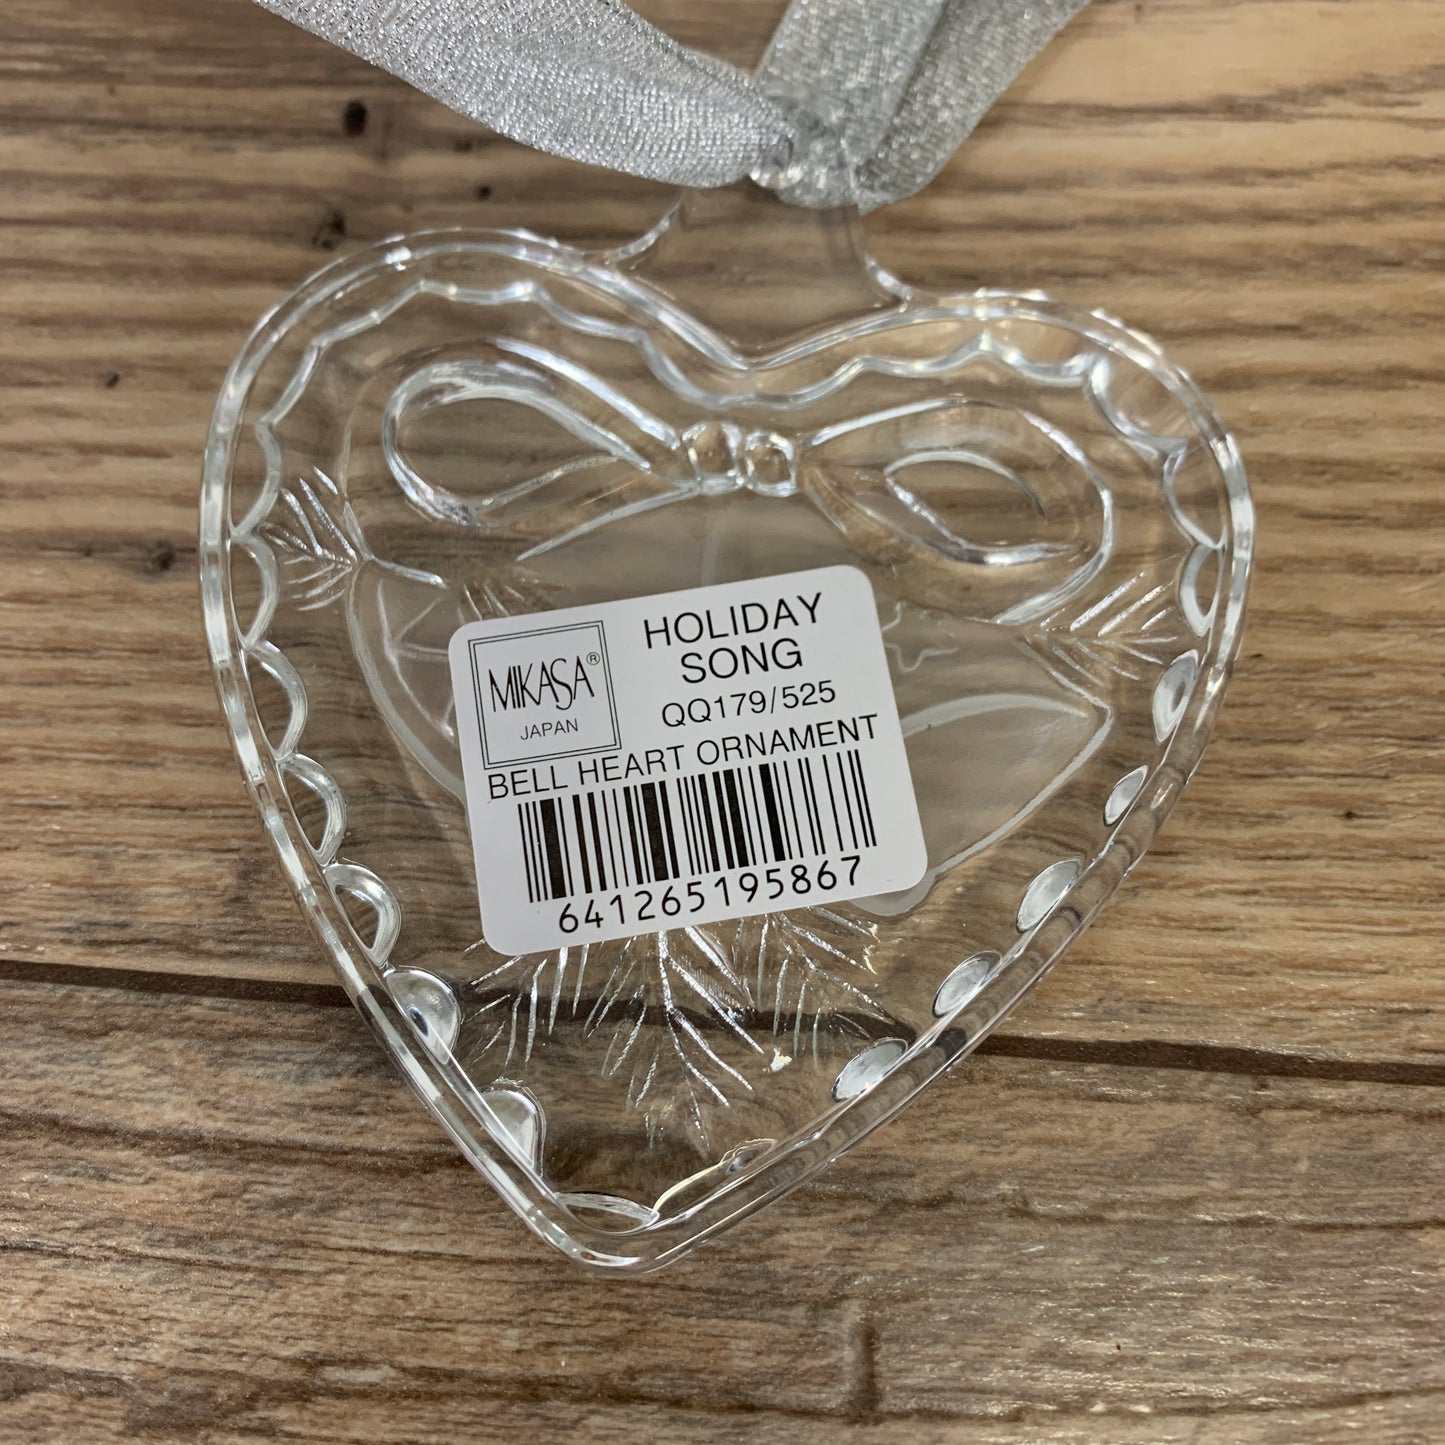 MIKASA®
JAPAN
HOLIDAY
SONG
QQ179/525
BELL HEART ORNAMENT
641265195867